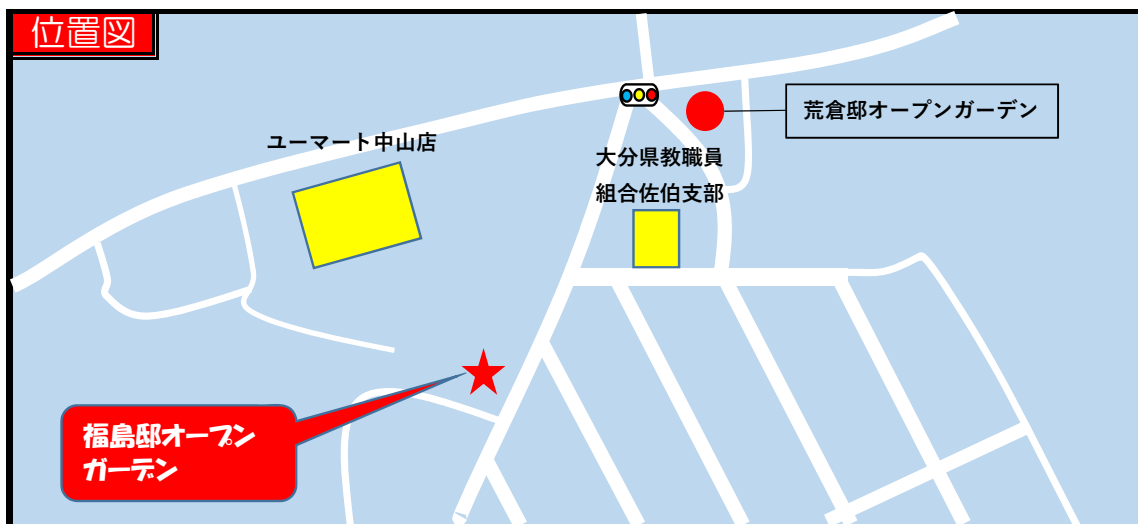 位置図
荒倉邸オープンガーデン
ユーマート中山店
大分県教職員
組合佐伯支部
福島邸オープン
ガーデン